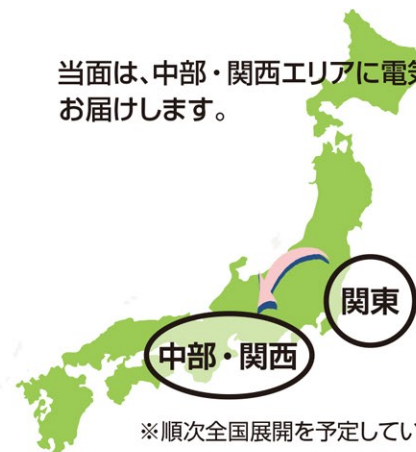 当面は、中部・関西エリアに電気
お届けします。
関東
中部・関西
※順次全国展開を予定してい